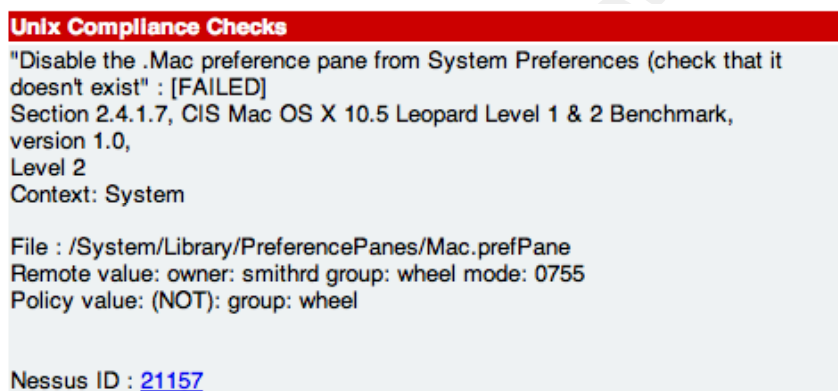 Unix Compliance Checks
"Disable the .Mac preference pane from System Preferences (check that it
doesn't exist" : [FAILED]
Section 2.4.1.7, CIS Mac OS X 10.5 Leopard Level 1 & 2 Benchmark,
version 1.0,
Level 2
Context: System
File : /System/Library/PreferencePanes/Mac.prefPane
Remote value: owner: smithrd group: wheel mode: 0755
Policy value: (NOT): group: wheel
Nessus ID : 21157